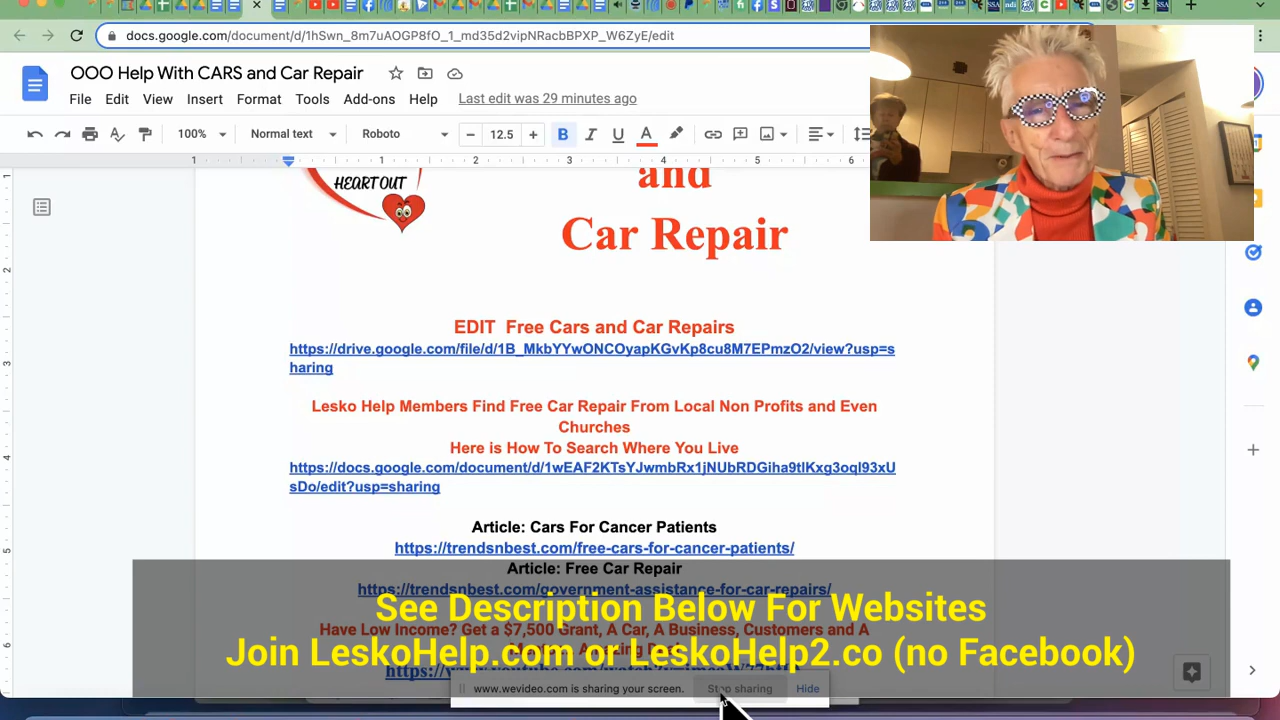 docs.google.com/document/d/1hSwn_8m7uAOGP8fO_1_md35d2vipNRacbBPXP_W6ZyE/edit
OOO Help With CARS and Car Repair
File Edit View Insert Format Tools Add-ons Help Last edit was 29 minutes ago
100% Normal text Roboto 12.5 B I U A
1 1 2 3 4 5 6
HEART OUT
and
Car Repair
EDIT Free Cars and Car Repairs
https://drive.google.com/file/d/1B_MkbYYwONCOyapKGvKp8cu8M7EPmzO2/view?usp=s
haring
Lesko Help Members Find Free Car Repair From Local Non Profits and Even
Churches
Here is How To Search Where You Live
https://docs.google.com/document/d/1wEAF2KTsYJwmbRx1jNUbRDGiha9tlKxg3oql93xU
sDo/edit?usp=sharing
Article: Cars For Cancer Patients
https://trendsnbest.com/free-cars-for-cancer-patients/
Article: Free Car Repair
https://trendsnbest.com/government-assistance-for-car-repairs/
See Description Below For Websites
Have Low Income? Get a $7,500 Grant, A Car, A Business, Customers and A
Join LeskoHelp.com or LeskoHelp2.co (no Facebook)
www.wevideo.com is sharing your screen. Stop sharing Hide